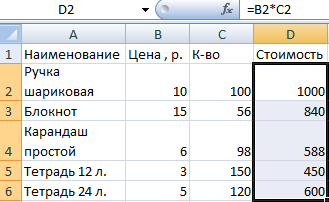 D2 fx =B2*C2
A B C D
1 Наименование Цена , р. К-во Стоимость
Ручка
2 шариковая 10 100 1000
3 Блокнот 15 56 840
Карандаш
4 простой 6 98 588
5 Тетрадь 12 л. 3 150 450
6 Тетрадь 24 л. 5 120 600